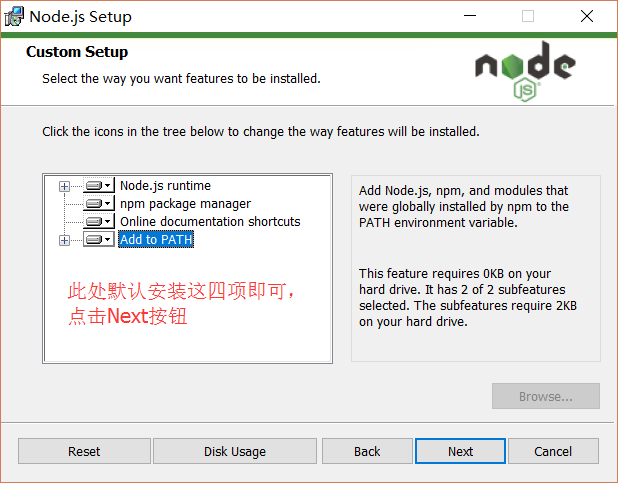 Node.js Setup
Custom Setup
Select the way you want features to be installed.
node
JS
Click the icons in the tree below to change the way features will be installed.
Node.js runtime
npm package manager
Online documentation shortcuts
Add to PATH
此处默认安装这四项即可，
点击Next按钮
Add Node.js, npm, and modules that
were globally installed by npm to the
PATH environment variable.
This feature requires 0KB on your
hard drive. It has 2 of 2 subfeatures
selected. The subfeatures require 2KB
on your hard drive.
Browse...
Reset
Disk Usage
Back
Next
Cancel